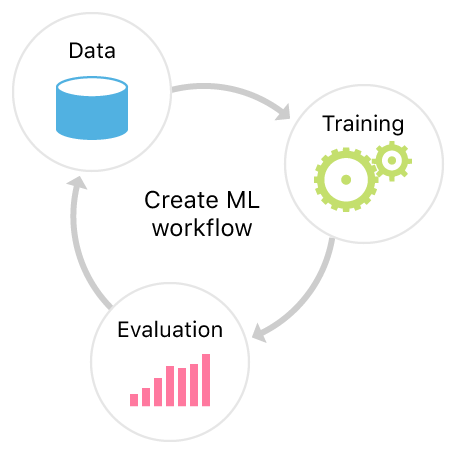 Data
Training
Create ML
workflow
Evaluation